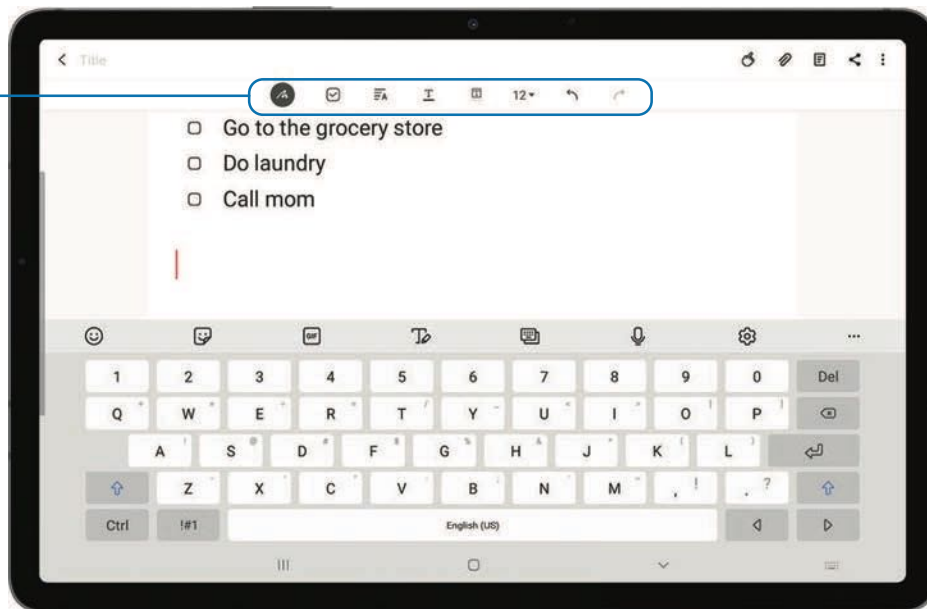 Title
12
Go to the grocery store
Do laundry
Call mom
GIF
1 2 3 4 5 6 7 8 9 0 Del
Q W E R T Y U I O P
A S D F G H J K L
Z X C V B N M , ! . ?
Ctrl !#1 English (US)